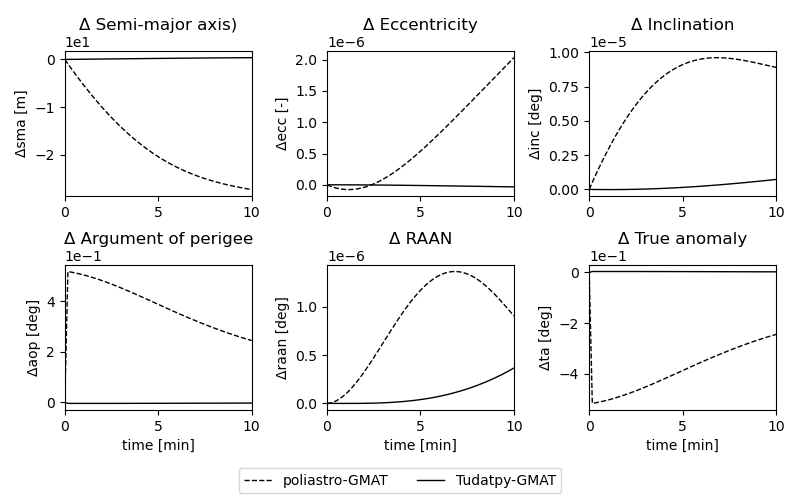 Δ Semi-major axis)
Δ Eccentricity
Δ Inclination
1e1
1e−6
1e−5
0
−1
−2
Δsma [m]
0 5 10
2.0
1.5
1.0
0.5
0.0
Δecc [-]
0 5 10
1.00
0.75
0.50
0.25
0.00
Δinc [deg]
0 5 10
Δ Argument of perigee
Δ RAAN
Δ True anomaly
1e−1
1e−6
1e−1
4
2
0
Δaop [deg]
0 5 10
time [min]
1.0
0.5
0.0
Δraan [deg]
0 5 10
time [min]
0
−2
−4
Δta [deg]
0 5 10
time [min]
poliastro-GMAT
Tudatpy-GMAT